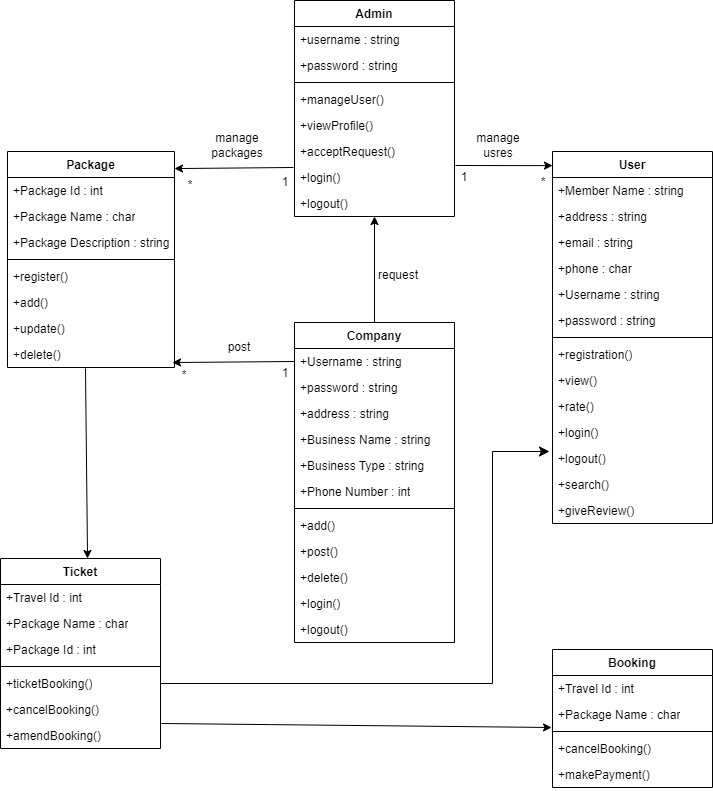 Admin
+username : string
+password : string
+manageUser()
+viewProfile()
+acceptRequest()
+login()
+logout()
manage
packages
*
1
manage
usres
1
*
Package
+Package Id : int
+Package Name : char
+Package Description : string
+register()
+add()
+update()
+delete()
User
+Member Name : string
+address : string
+email : string
+phone : char
+Username : string
+password : string
+registration()
+view()
+rate()
+login()
+logout()
+search()
+giveReview()
request
post
*
1
Company
+Username : string
+password : string
+address : string
+Business Name : string
+Business Type : string
+Phone Number : int
+add()
+post()
+delete()
+login()
+logout()
Ticket
+Travel Id : int
+Package Name : char
+Package Id : int
+ticketBooking()
+cancelBooking()
+amendBooking()
Booking
+Travel Id : int
+Package Name : char
+cancelBooking()
+makePayment()